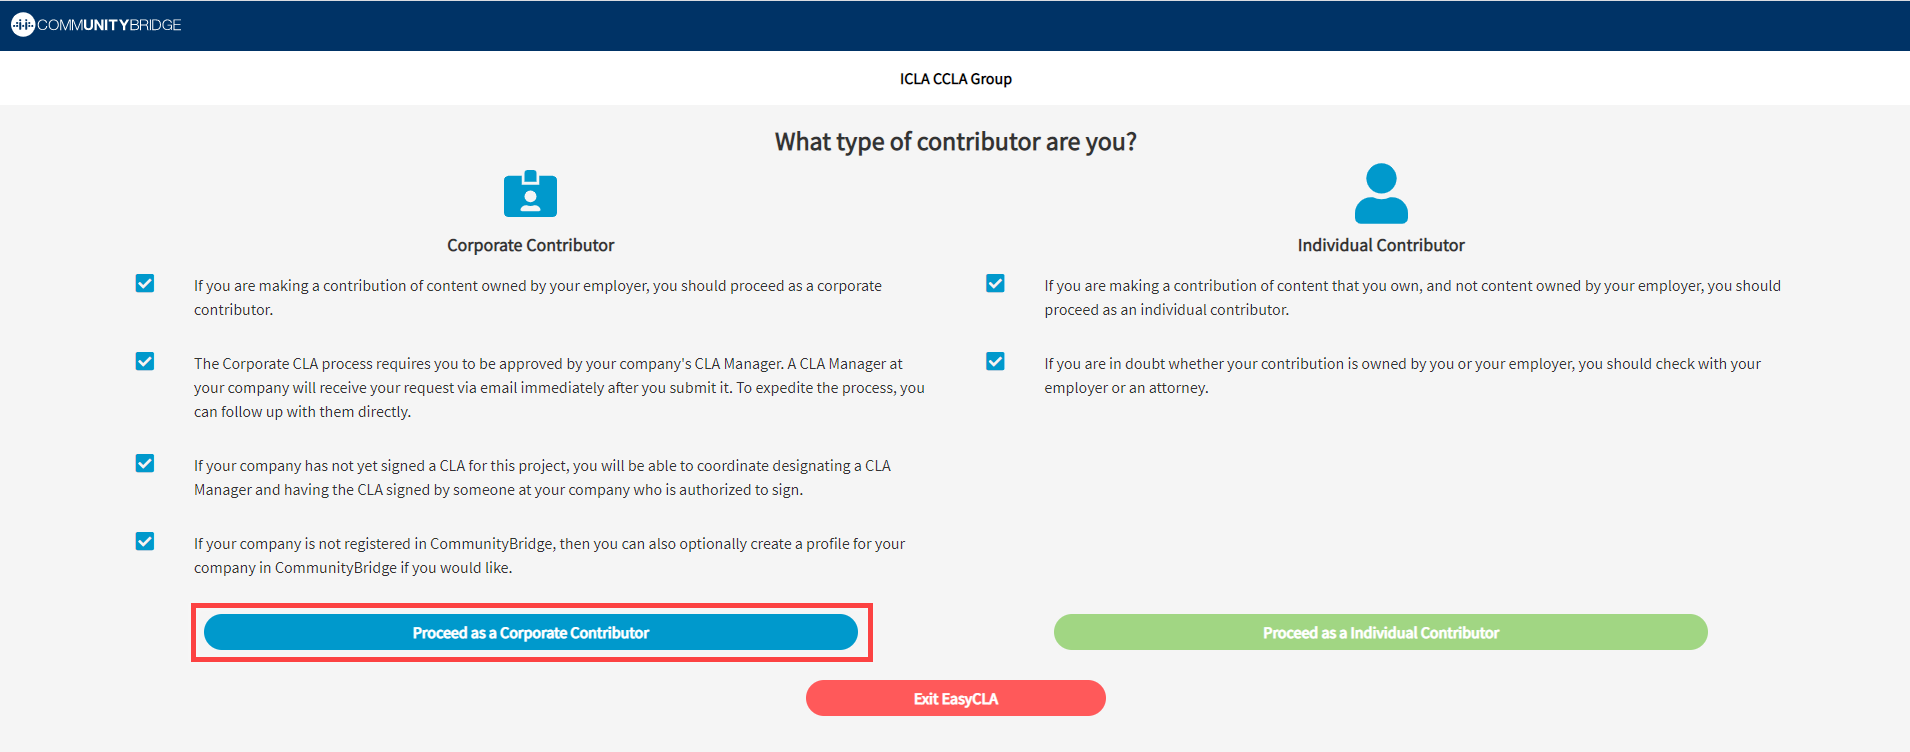 COMMUNITYBRIDGE
ICLA CCLA Group
What type of contributor are you?
Corporate Contributor
If you are making a contribution of content owned by your employer, you should proceed as a corporate
contributor.
The Corporate CLA process requires you to be approved by your company's CLA Manager. A CLA Manager at
your company will receive your request via email immediately after you submit it. To expedite the process, you
can follow up with them directly.
If your company has not yet signed a CLA for this project, you will be able to coordinate designating a CLA
Manager and having the CLA signed by someone at your company who is authorized to sign.
If your company is not registered in CommunityBridge, then you can also optionally create a profile for your
company in CommunityBridge if you would like.
Proceed as a Corporate Contributor
Individual Contributor
If you are making a contribution of content that you own, and not content owned by your employer, you should
proceed as an individual contributor.
If you are in doubt whether your contribution is owned by you or your employer, you should check with your
employer or an attorney.
Proceed as a Individual Contributor
Exit EasyCLA